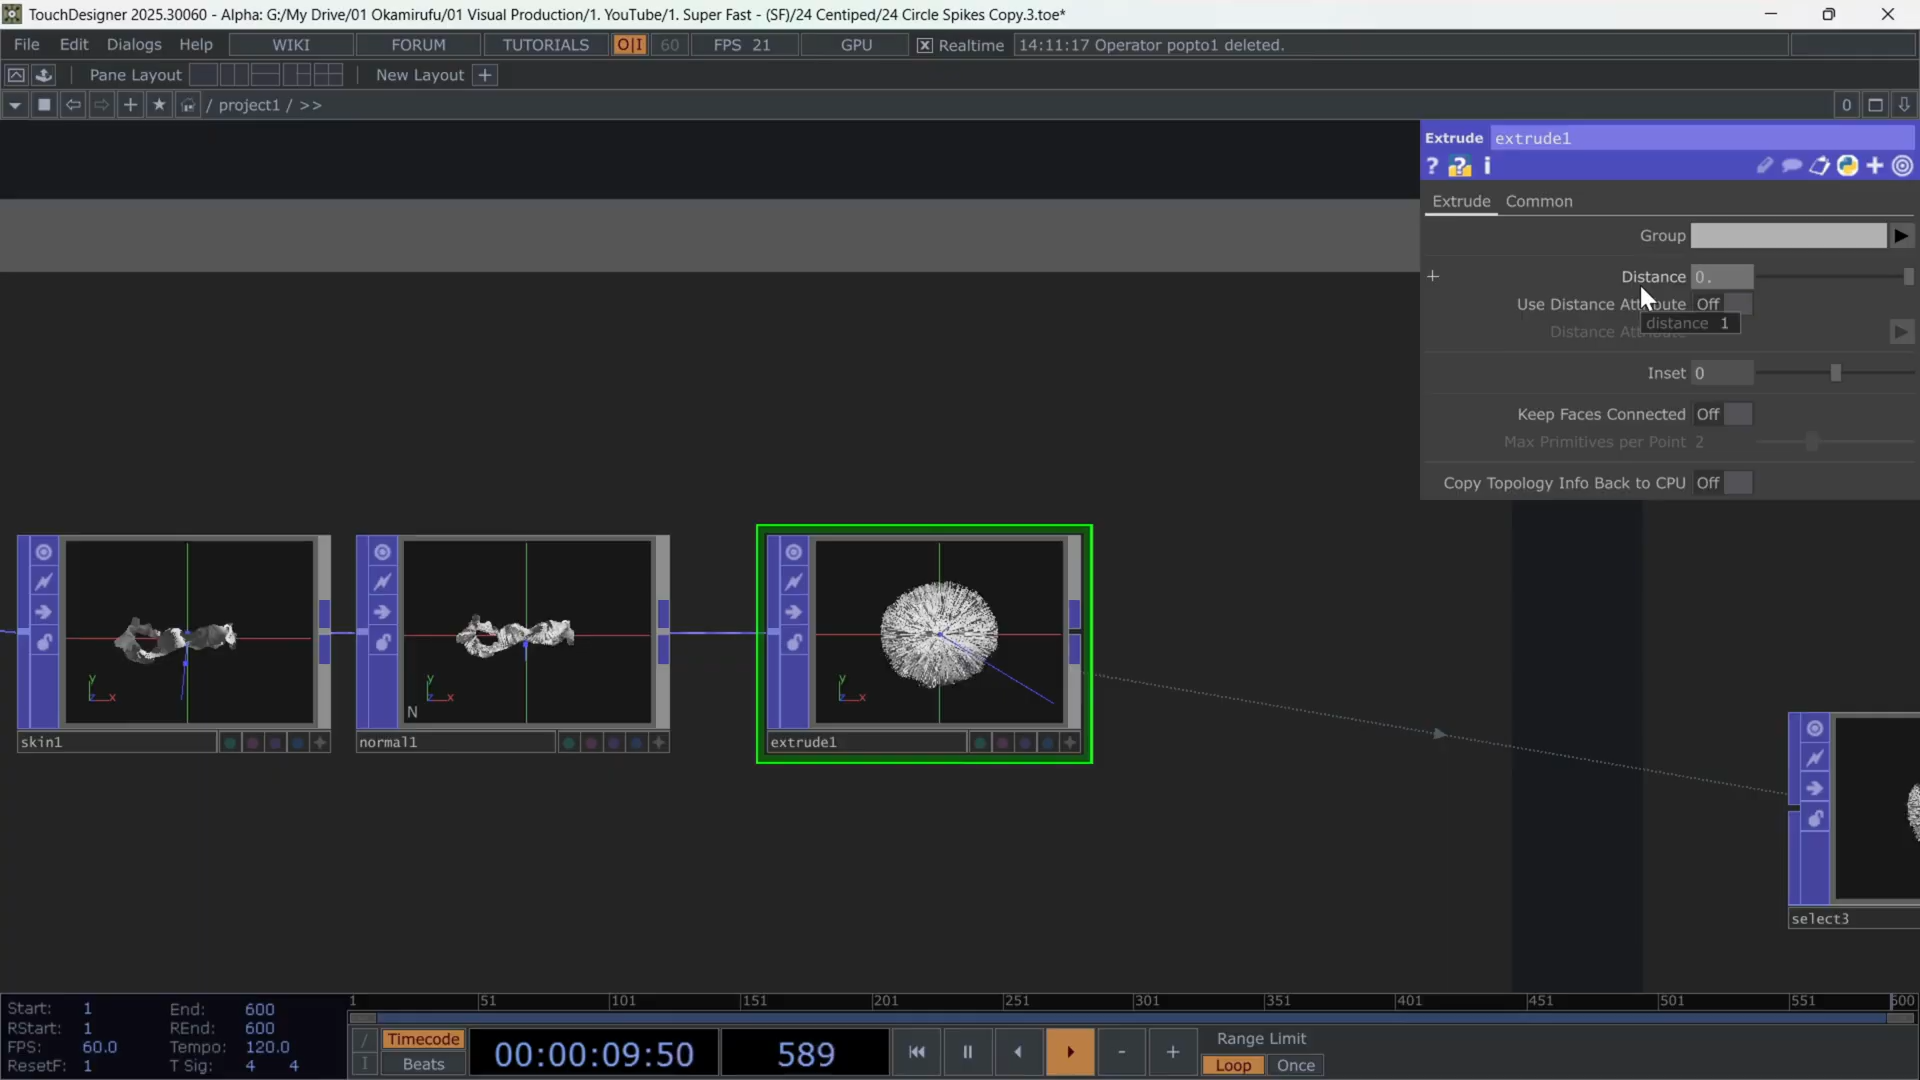 TouchDesigner 2025.30060 - Alpha: G:/My Drive/01 Okamirufu/01 Visual Production/1. YouTube/1. Super Fast - (SF)/24 Centiped/24 Circle Spikes Copy.3.toe*
File Edit Dialogs Help WIKI FORUM TUTORIALS O|I 60 FPS 21 GPU X Realtime 14:11:17 Operator popto1 deleted.
Pane Layout New Layout +
/ project1 / >> 0
Extrude extrude1
? ? i
Extrude Common
Group
+ Distance 0.
Use Distance Attribute Off
distance 1
Inset 0
Keep Faces Connected Off
Max Primitives per Point 2
Copy Topology Info Back to CPU Off
y x
y x N
y x
skin1
normal1
extrude1
select3
1 51 101 151 201 251 301 351 401 451 501 551 600
Start: 1 End: 600
RStart: 1 REnd: 600
FPS: 60.0 Tempo: 120.0
ResetF: 1 T Sig: 4 4
/ Timecode
I Beats
00:00:09:50
589
- +
Range Limit
Loop Once